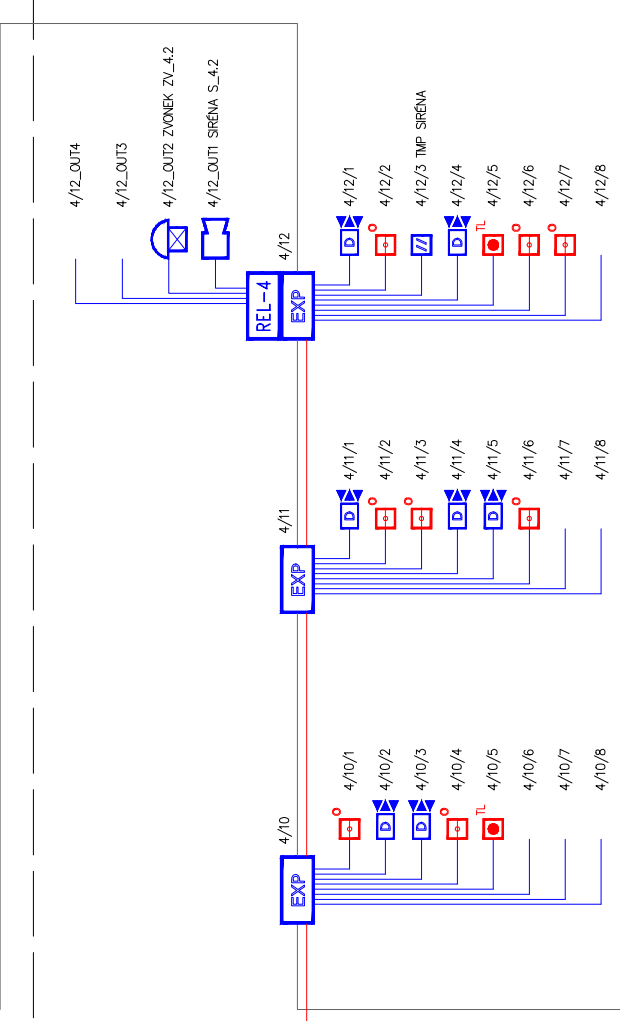 4/12_OUT4
4/12_OUT3
4/12_OUT2 ZVONEK ZV_4.2
4/12_OUT1 SIRÉNA S_4.2
4/12
REL-4
EXP
4/12/1
D
4/12/2
O
4/12/3 TMP SIRÉNA
4/12/4
D
4/12/5
TL
4/12/6
O
4/12/7
O
4/12/8
4/11
EXP
4/11/1
D
4/11/2
O
4/11/3
O
4/11/4
D
4/11/5
D
4/11/6
O
4/11/7
4/11/8
4/10
EXP
4/10/1
O
4/10/2
D
4/10/3
D
4/10/4
O
4/10/5
TL
4/10/6
4/10/7
4/10/8